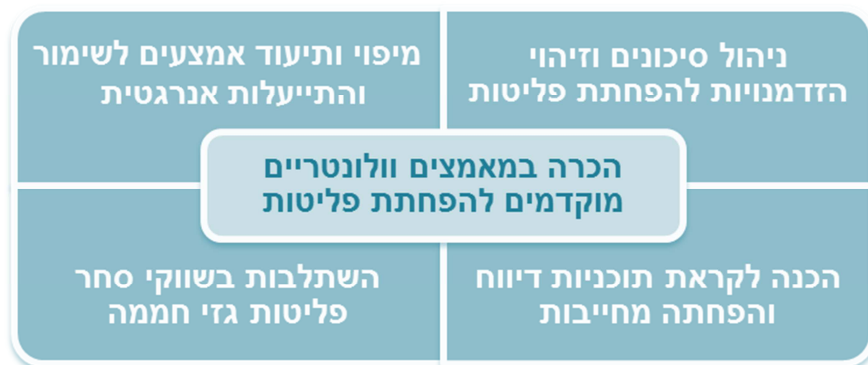 ניהול סיכונים וזיהוי
הזדמנויות להפחתת פליטות
מיפוי ותיעוד אמצעים לשימור
והתייעלות אנרגטית
הכרה במאמצים וולונטריים
מוקדמים להפחתת פליטות
הכנה לקראת תוכניות דיווח
והפחתה מחייבות
השתלבות בשווקי סחר
פליטות גזי חממה